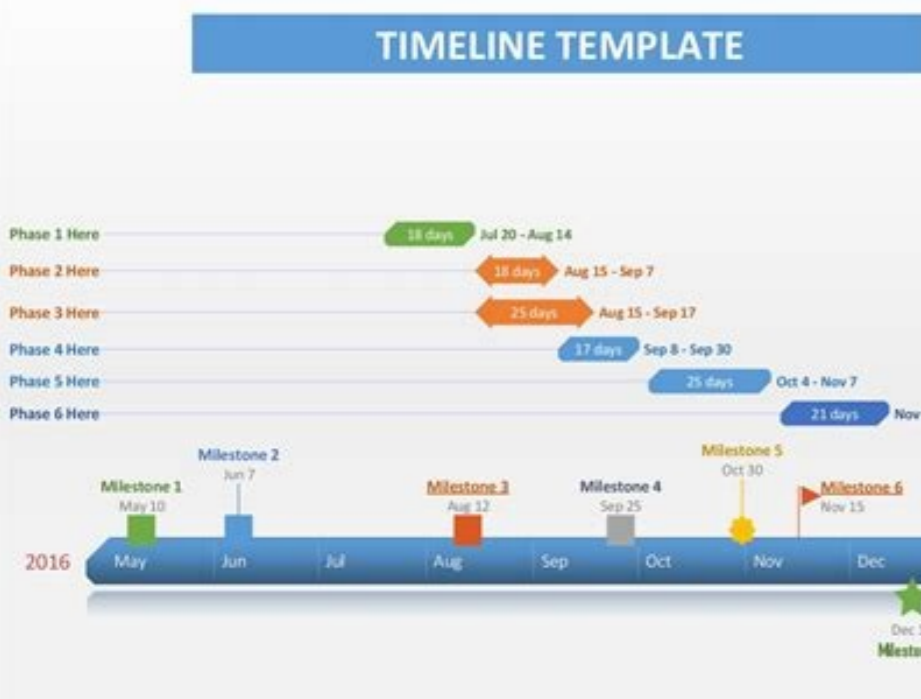 TIMELINE TEMPLATE
Phase 1 Here 18 days Jul 20 - Aug 14
Phase 2 Here 18 days Aug 15 - Sep 7
Phase 3 Here 25 days Aug 15 - Sep 17
Phase 4 Here 17 days Sep 8 - Sep 30
Phase 5 Here 25 days Oct 4 - Nov 7
Phase 6 Here 21 days Nov
Milestone 1
May 10
Milestone 2
Jun 7
Milestone 3
Aug 12
Milestone 4
Sep 25
Milestone 5
Oct 30
Milestone 6
Nov 15
2016 May Jun Jul Aug Sep Oct Nov Dec
Dec